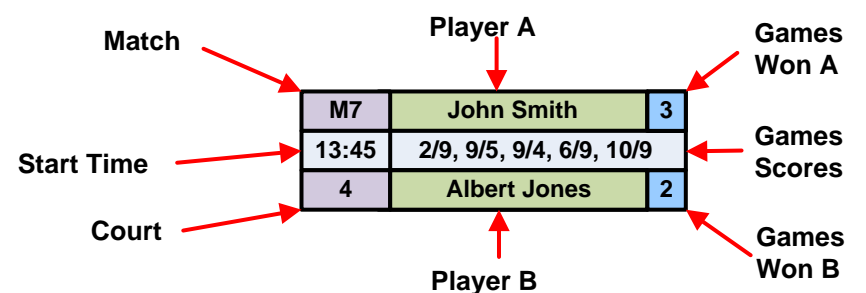 Match
Player A
Games
Won A
M7
John Smith
3
Start Time
13:45
2/9, 9/5, 9/4, 6/9, 10/9
Games
Scores
4
Albert Jones
2
Court
Player B
Games
Won B